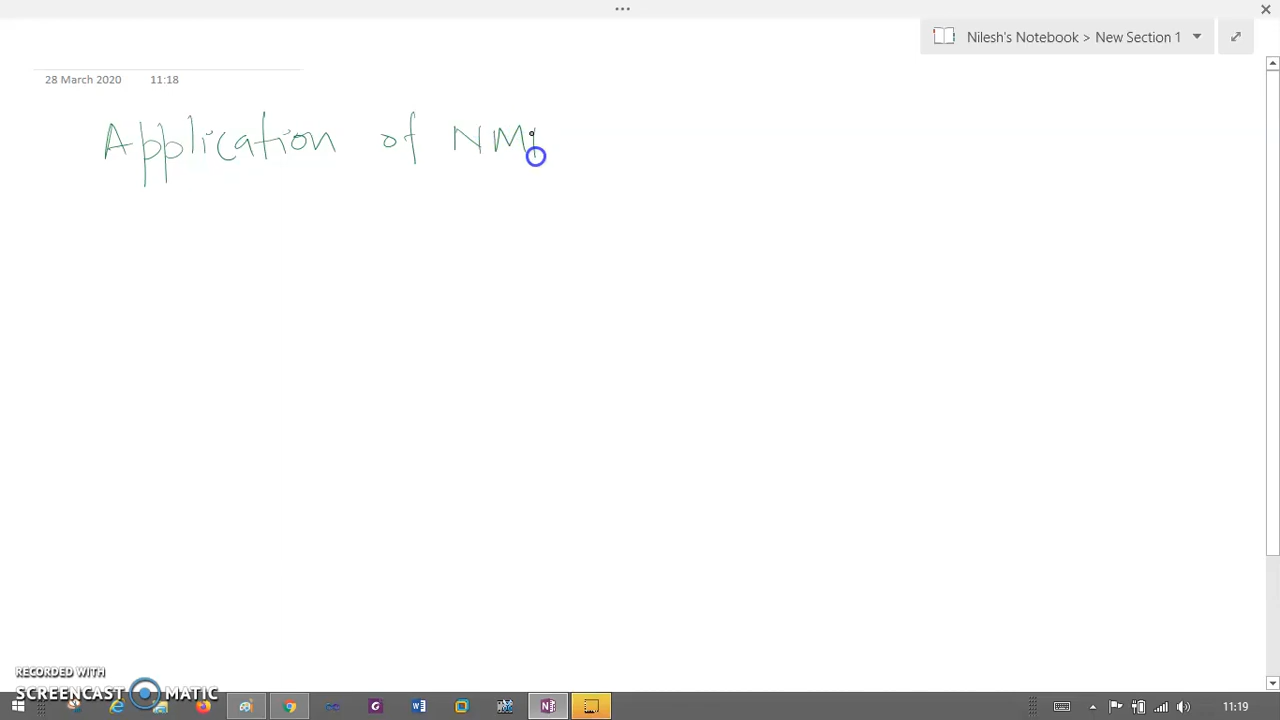 Nilesh's Notebook > New Section 1
28 March 2020 11:18
Application of NM
RECORDED WITH
SCREENCAST MATIC
11:19